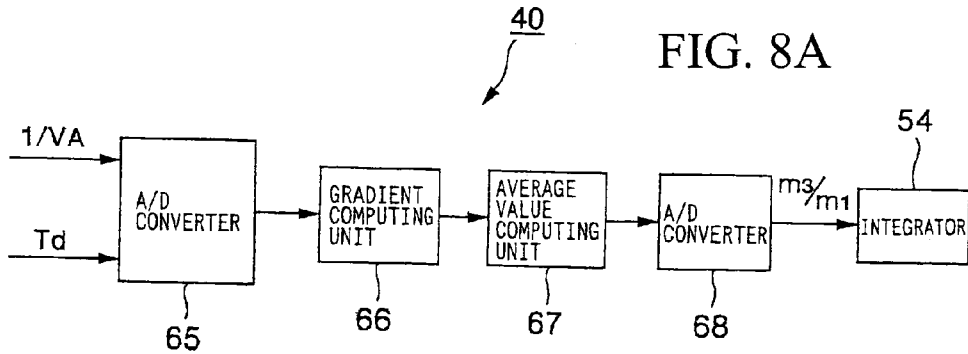 40
FIG. 8A
54
1/VA
Td
A/D
CONVERTER
65
GRADIENT
COMPUTING
UNIT
66
AVERAGE
VALUE
COMPUTING
UNIT
67
A/D
CONVERTER
68
m3/m1
INTEGRATOR